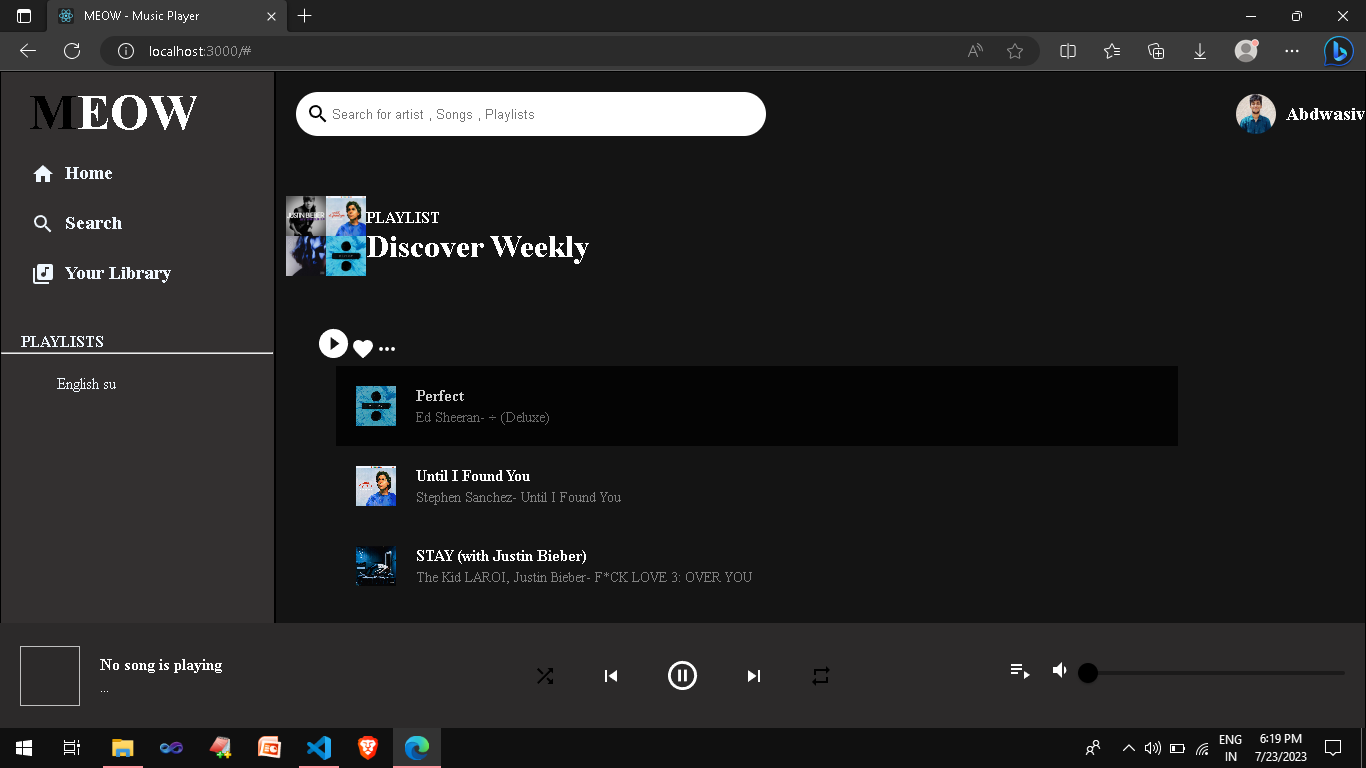 MEOW - Music Player
localhost:3000/#
MEOW
Search for artist , Songs , Playlists
Abdwasiv
Home
Search
Your Library
PLAYLISTS
English su
JUSTIN BIEBER
PLAYLIST
Discover Weekly
Perfect
Ed Sheeran- ÷ (Deluxe)
Until I Found You
Stephen Sanchez- Until I Found You
STAY (with Justin Bieber)
The Kid LAROI, Justin Bieber- F*CK LOVE 3: OVER YOU
No song is playing
...
ENG
IN
6:19 PM
7/23/2023